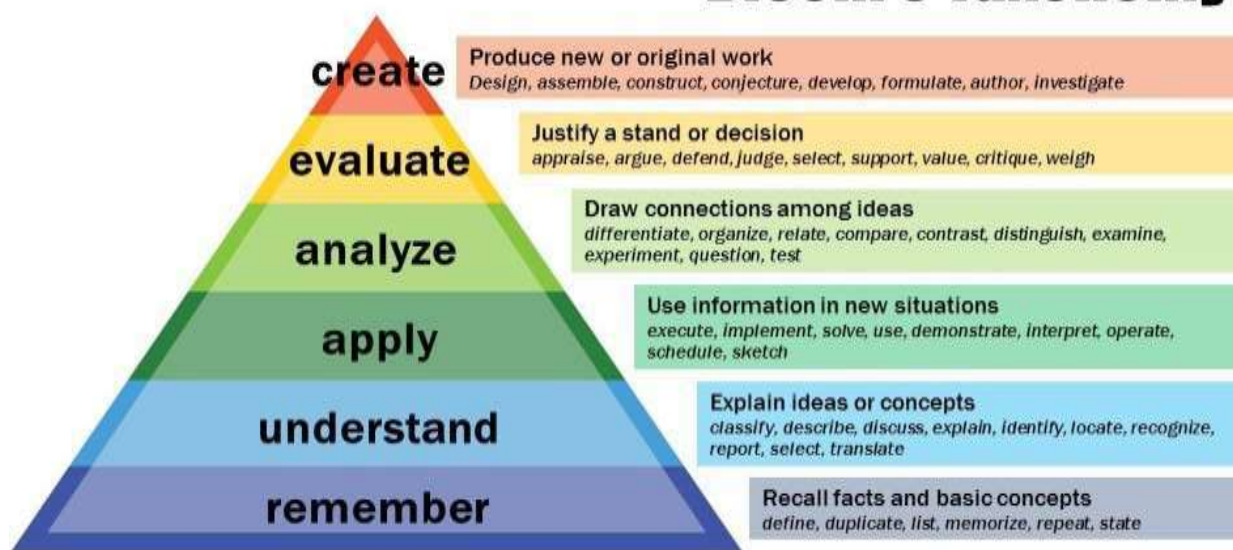 create
Produce new or original work
Design, assemble, construct, conjecture, develop, formulate, author, investigate
evaluate
Justify a stand or decision
appraise, argue, defend, judge, select, support, value, critique, weigh
analyze
Draw connections among ideas
differentiate, organize, relate, compare, contrast, distinguish, examine,
experiment, question, test
apply
Use information in new situations
execute, implement, solve, use, demonstrate, interpret, operate,
schedule, sketch
understand
Explain ideas or concepts
classify, describe, discuss, explain, identify, locate, recognize,
report, select, translate
remember
Recall facts and basic concepts
define, duplicate, list, memorize, repeat, state